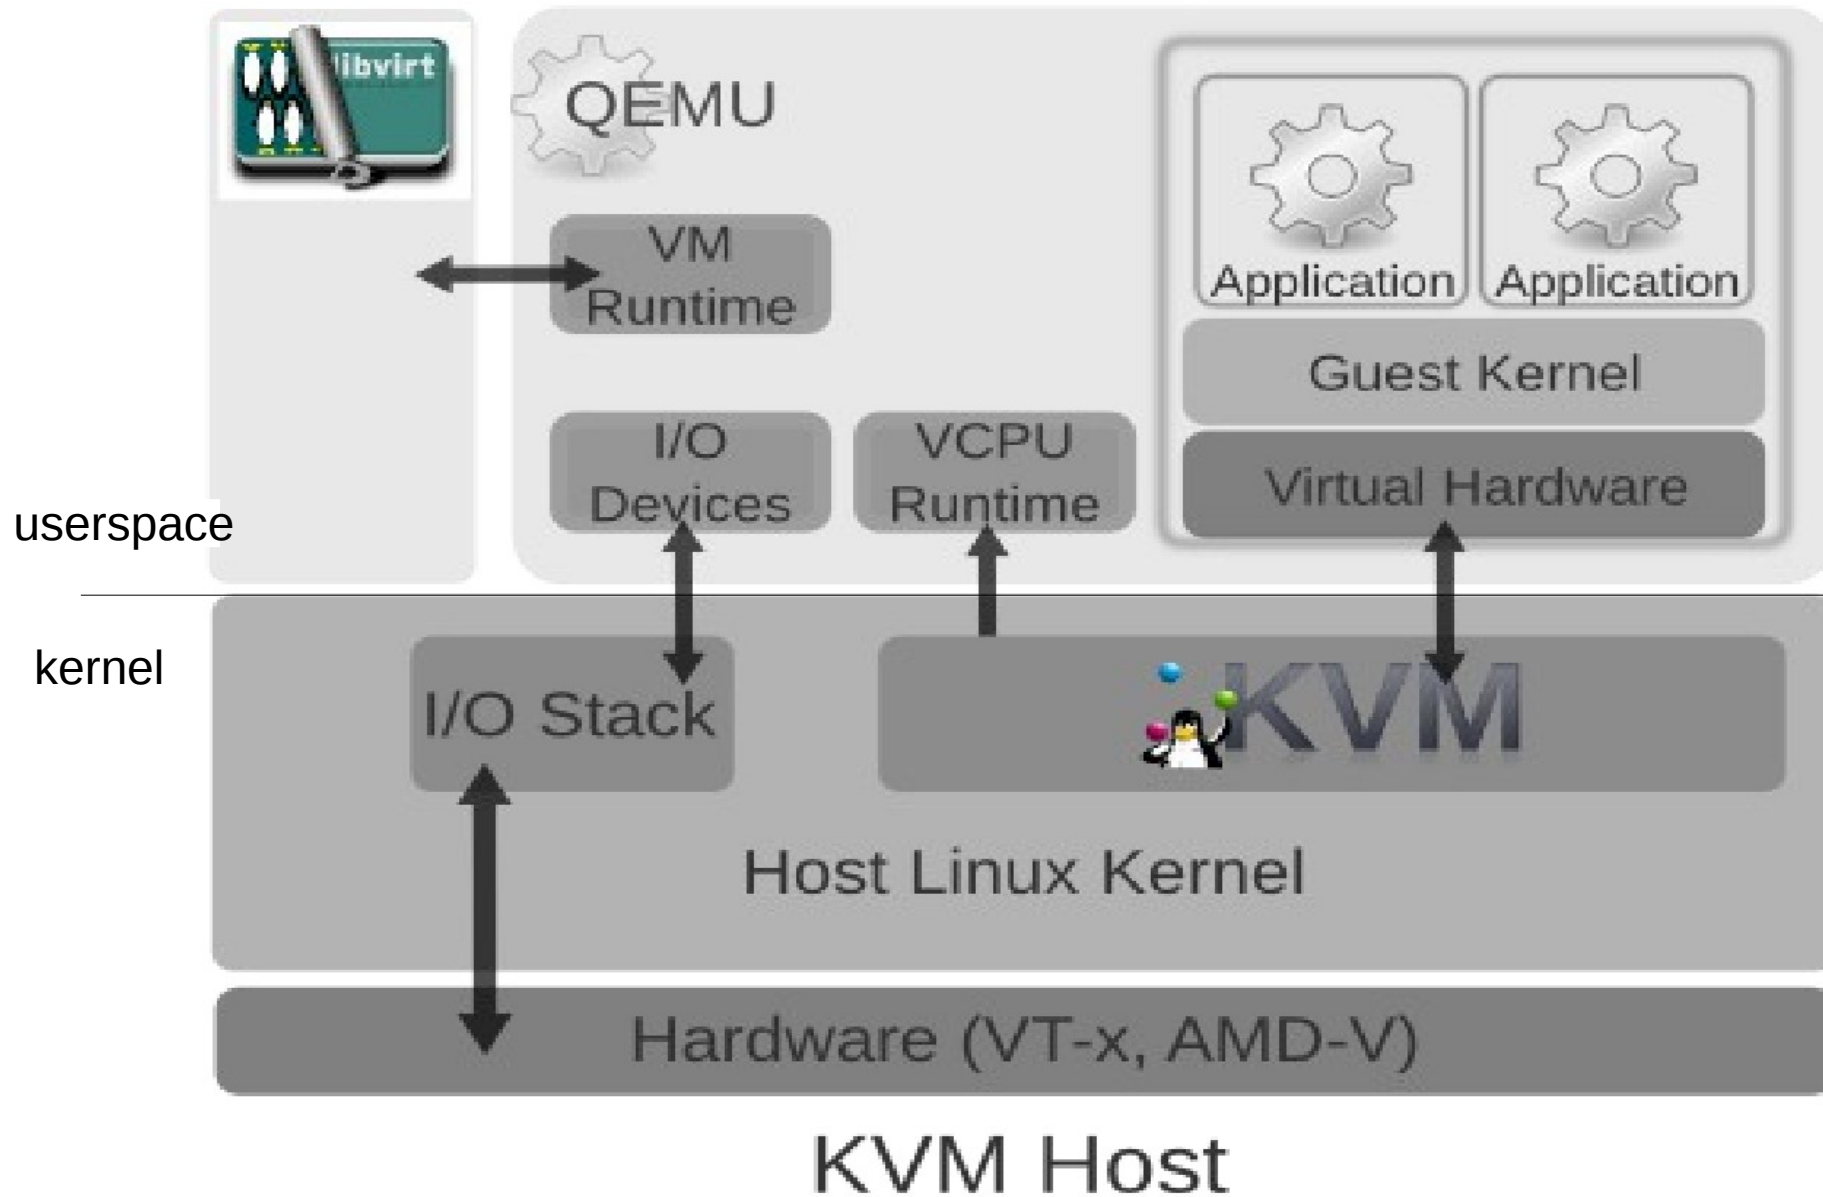 libvirt
QEMU
VM
Runtime
I/O
Devices
VCPU
Runtime
Application
Application
Guest Kernel
Virtual Hardware
userspace
kernel
I/O Stack
KVM
Host Linux Kernel
Hardware (VT-x, AMD-V)
KVM Host